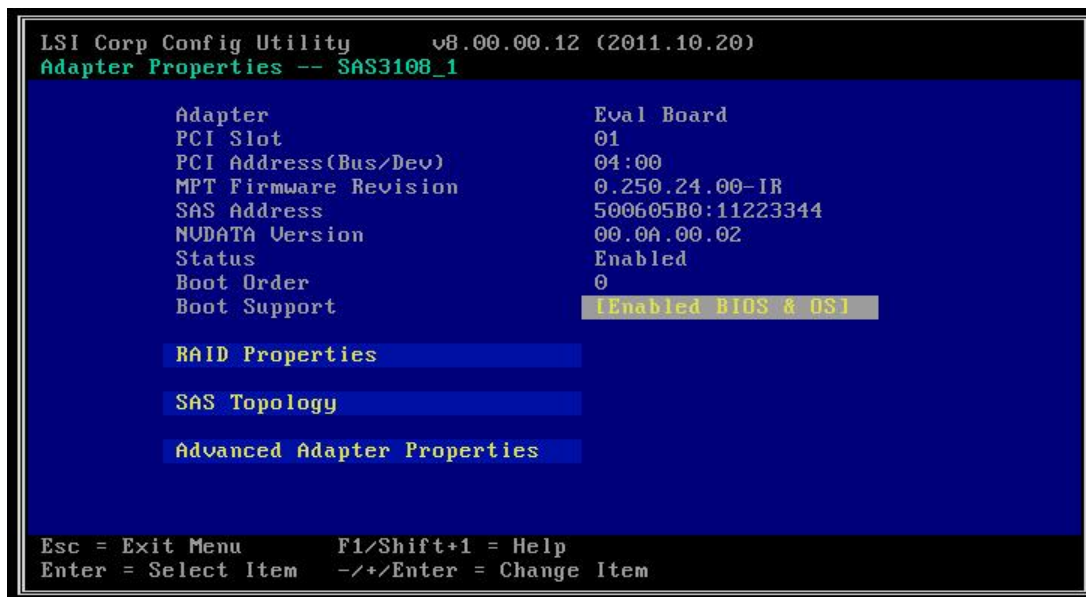 LSI Corp Config Utility v8.00.00.12 (2011.10.20)
Adapter Properties -- SAS3108_1
Adapter Eval Board
PCI Slot 01
PCI Address(Bus/Dev) 04:00
MPT Firmware Revision 0.250.24.00-IR
SAS Address 500605B0:11223344
NVDATA Version 00.0A.00.02
Status Enabled
Boot Order 0
Boot Support [Enabled BIOS & OS]
RAID Properties
SAS Topology
Advanced Adapter Properties
Esc = Exit Menu F1/Shift+1 = Help
Enter = Select Item -/+/Enter = Change Item